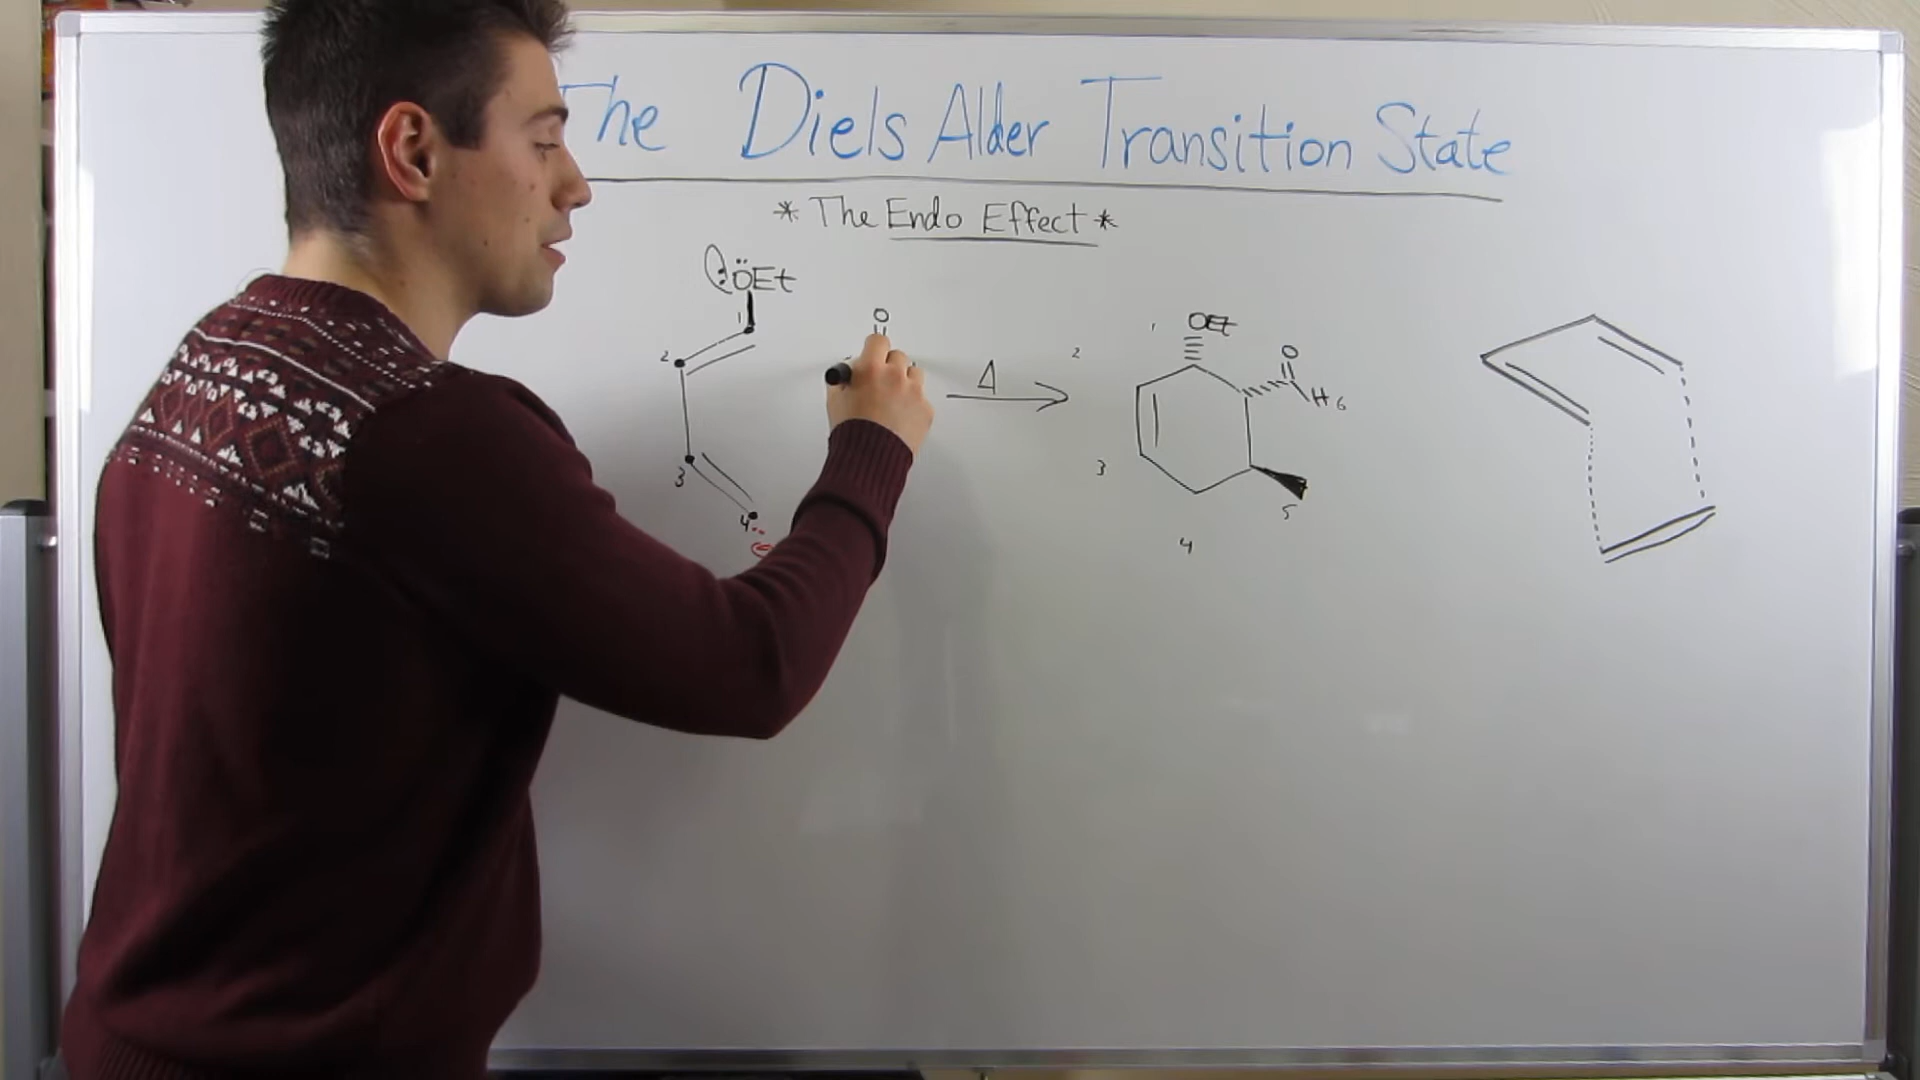 The Diels Alder Transition State
* The Endo Effect *
:ÖEt
1
2
3
4
O
Δ
1
OEt
2
O
H 6
3
5
4